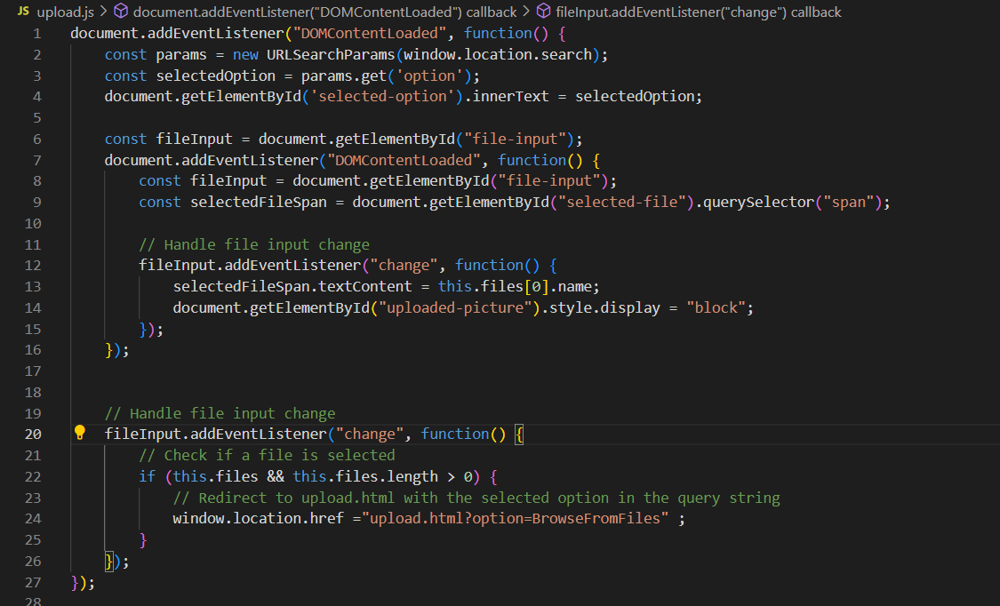 JS upload.js > document.addEventListener("DOMContentLoaded") callback > fileInput.addEventListener("change") callback
1 document.addEventListener("DOMContentLoaded", function() {
2     const params = new URLSearchParams(window.location.search);
3     const selectedOption = params.get('option');
4     document.getElementById('selected-option').innerText = selectedOption;
5
6     const fileInput = document.getElementById("file-input");
7     document.addEventListener("DOMContentLoaded", function() {
8         const fileInput = document.getElementById("file-input");
9         const selectedFileSpan = document.getElementById("selected-file").querySelector("span");
10
11         // Handle file input change
12         fileInput.addEventListener("change", function() {
13             selectedFileSpan.textContent = this.files[0].name;
14             document.getElementById("uploaded-picture").style.display = "block";
15         });
16     });
17
18
19     // Handle file input change
20     fileInput.addEventListener("change", function() {
21         // Check if a file is selected
22         if (this.files && this.files.length > 0) {
23             // Redirect to upload.html with the selected option in the query string
24             window.location.href ="upload.html?option=BrowseFromFiles" ;
25         }
26     });
27 });
28